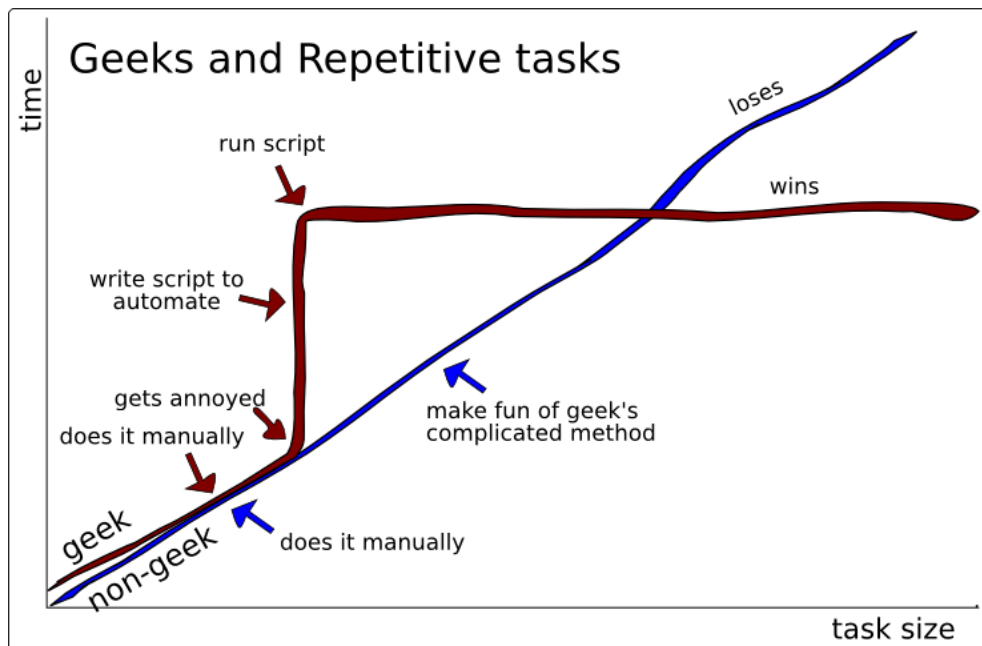 Geeks and Repetitive tasks
time
loses
run script
wins
write script to
automate
gets annoyed
does it manually
make fun of geek's
complicated method
geek
non-geek
does it manually
task size